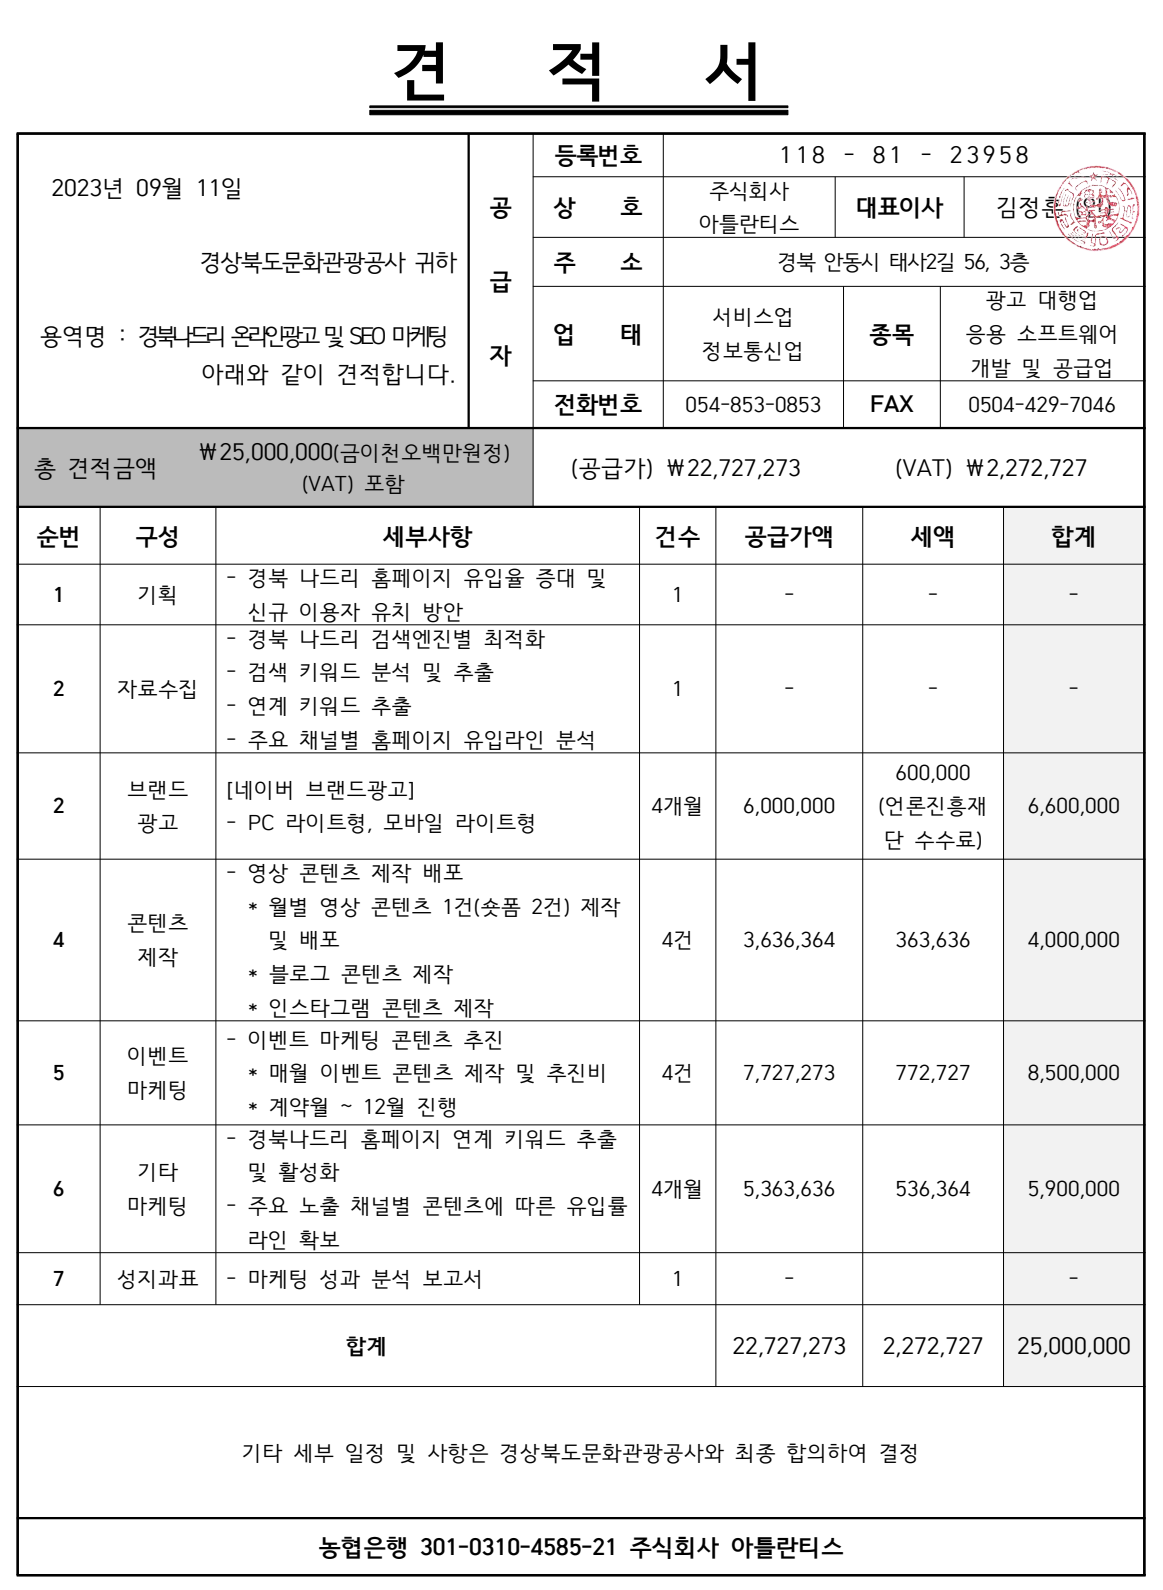 견 적 서
2023년 09월 11일
경상북도문화관광공사 귀하
용역명 : 경북나드리 온라인광고 및 SEO 마케팅
아래와 같이 견적합니다.
공
급
자
등록번호 118 - 81 - 23958
상 호 주식회사 아틀란티스 대표이사 김정훈 (인)
주 소 경북 안동시 태사2길 56, 3층
업 태 서비스업 정보통신업 종목 광고 대행업
응용 소프트웨어
개발 및 공급업
전화번호 054-853-0853 FAX 0504-429-7046
총 견적금액 ₩25,000,000(금이천오백만원정)
(VAT) 포함
(공급가) ₩22,727,273 (VAT) ₩2,272,727
순번 구성 세부사항 건수 공급가액 세액 합계
1 기획 - 경북 나드리 홈페이지 유입율 증대 및
신규 이용자 유치 방안 1 - - -
2 자료수집 - 경북 나드리 검색엔진별 최적화
- 검색 키워드 분석 및 추출
- 연계 키워드 추출
- 주요 채널별 홈페이지 유입라인 분석 1 - - -
2 브랜드 광고 [네이버 브랜드광고]
- PC 라이트형, 모바일 라이트형 4개월 6,000,000 600,000
(언론진흥재
단 수수료) 6,600,000
4 콘텐츠 제작 - 영상 콘텐츠 제작 배포
* 월별 영상 콘텐츠 1건(숏폼 2건) 제작
및 배포
* 블로그 콘텐츠 제작
* 인스타그램 콘텐츠 제작 4건 3,636,364 363,636 4,000,000
5 이벤트 마케팅 - 이벤트 마케팅 콘텐츠 추진
* 매월 이벤트 콘텐츠 제작 및 추진비
* 계약월 ~ 12월 진행 4건 7,727,273 772,727 8,500,000
6 기타 마케팅 - 경북나드리 홈페이지 연계 키워드 추출
및 활성화
- 주요 노출 채널별 콘텐츠에 따른 유입률
라인 확보 4개월 5,363,636 536,364 5,900,000
7 성지과표 - 마케팅 성과 분석 보고서 1 - -
합계 22,727,273 2,272,727 25,000,000
기타 세부 일정 및 사항은 경상북도문화관광공사와 최종 합의하여 결정
농협은행 301-0310-4585-21 주식회사 아틀란티스